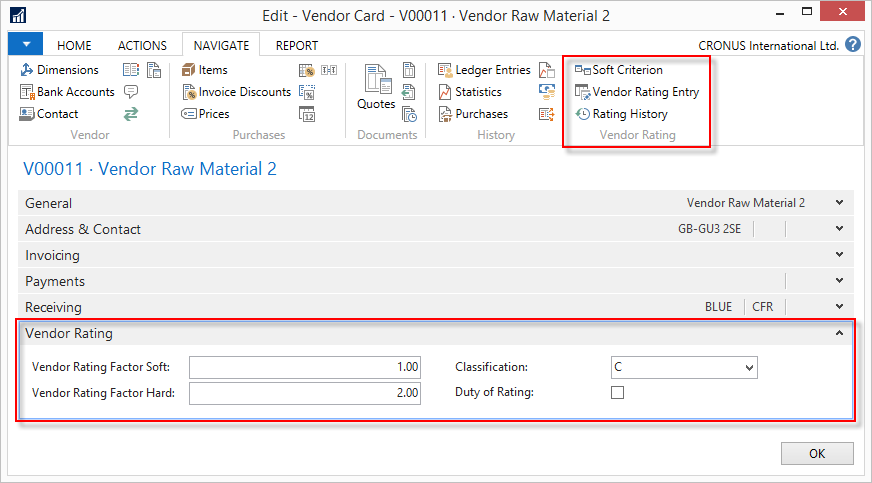 Edit - Vendor Card - V00011 · Vendor Raw Material 2
HOME ACTIONS NAVIGATE REPORT CRONUS International Ltd. ?
Dimensions Items Ledger Entries Soft Criterion
Bank Accounts Invoice Discounts Quotes Statistics Vendor Rating Entry
Contact Prices Purchases Rating History
Vendor Purchases Documents History Vendor Rating
V00011 · Vendor Raw Material 2
General Vendor Raw Material 2
Address & Contact GB-GU3 2SE
Invoicing
Payments
Receiving BLUE CFR
Vendor Rating
Vendor Rating Factor Soft: 1.00 Classification: C
Vendor Rating Factor Hard: 2.00 Duty of Rating:
OK